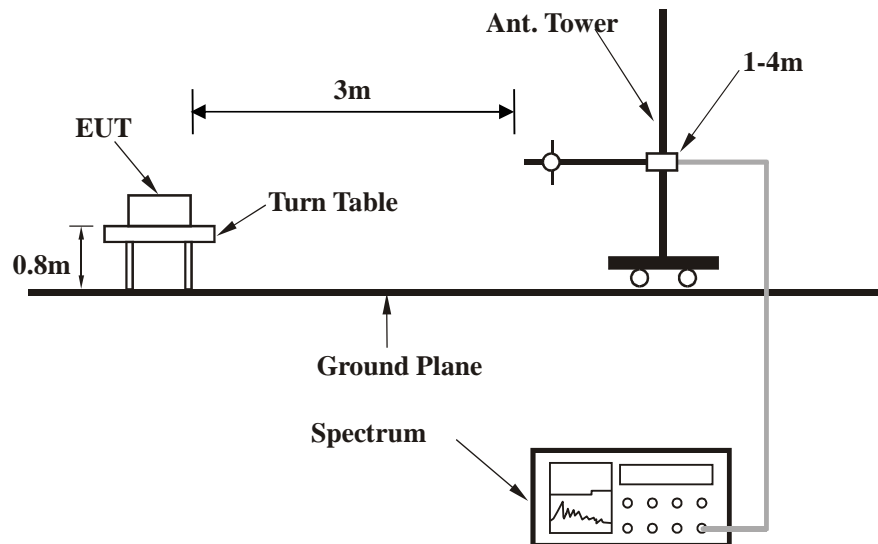 Ant. Tower
1-4m
3m
EUT
Turn Table
0.8m
Ground Plane
Spectrum